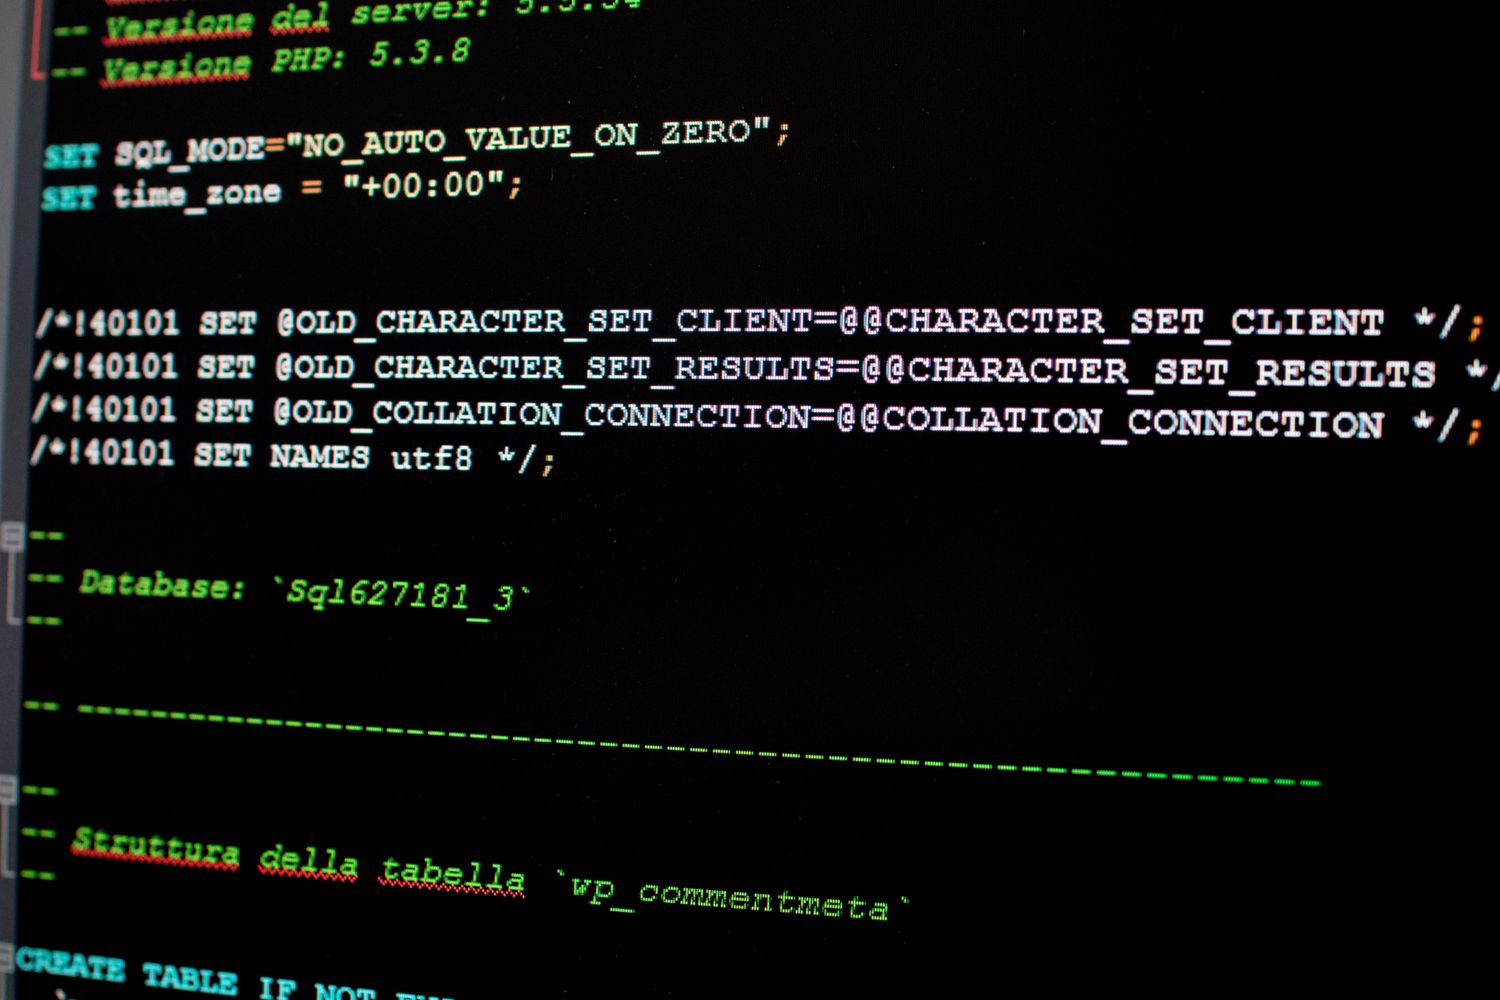 -- Versione del server:
-- Versione PHP: 5.3.8
SET SQL_MODE="NO_AUTO_VALUE_ON_ZERO";
SET time_zone = "+00:00";
/*!40101 SET @OLD_CHARACTER_SET_CLIENT=@@CHARACTER_SET_CLIENT */;
/*!40101 SET @OLD_CHARACTER_SET_RESULTS=@@CHARACTER_SET_RESULTS */
/*!40101 SET @OLD_COLLATION_CONNECTION=@@COLLATION_CONNECTION */;
/*!40101 SET NAMES utf8 */;
--
-- Database: `Sql627181_3`
--
-- --------------------------------------------------------
--
-- Struttura della tabella `wp_commentmeta`
--
CREATE TABLE IF NOT